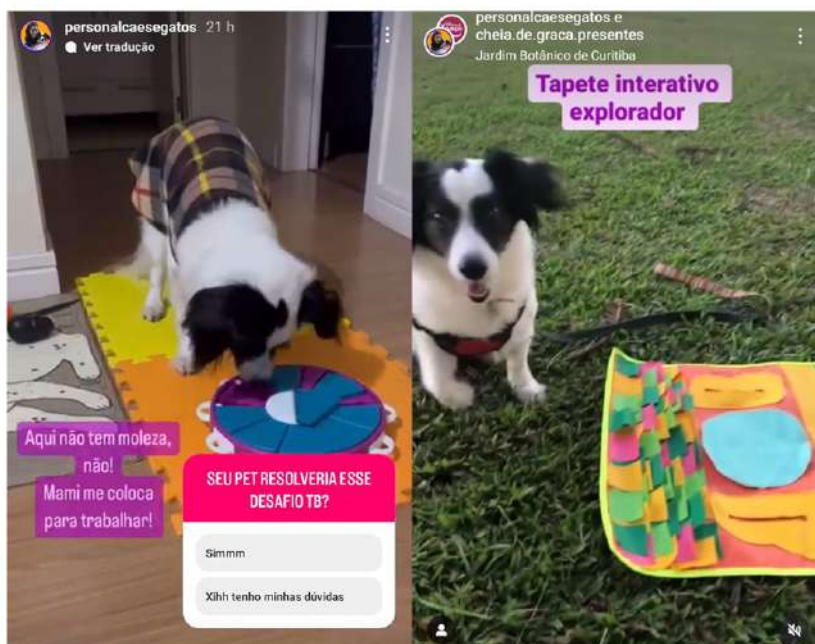 personalcaesegatos 21 h
Ver tradução
Aqui não tem moleza,
não!
Mami me coloca
para trabalhar!
SEU PET RESOLVERIA ESSE
DESAFIO TB?
Simmm
Xihh tenho minhas dúvidas
personalcaesegatos e
cheia.de.graca.presentes
Jardim Botânico de Curitiba
Tapete interativo
explorador